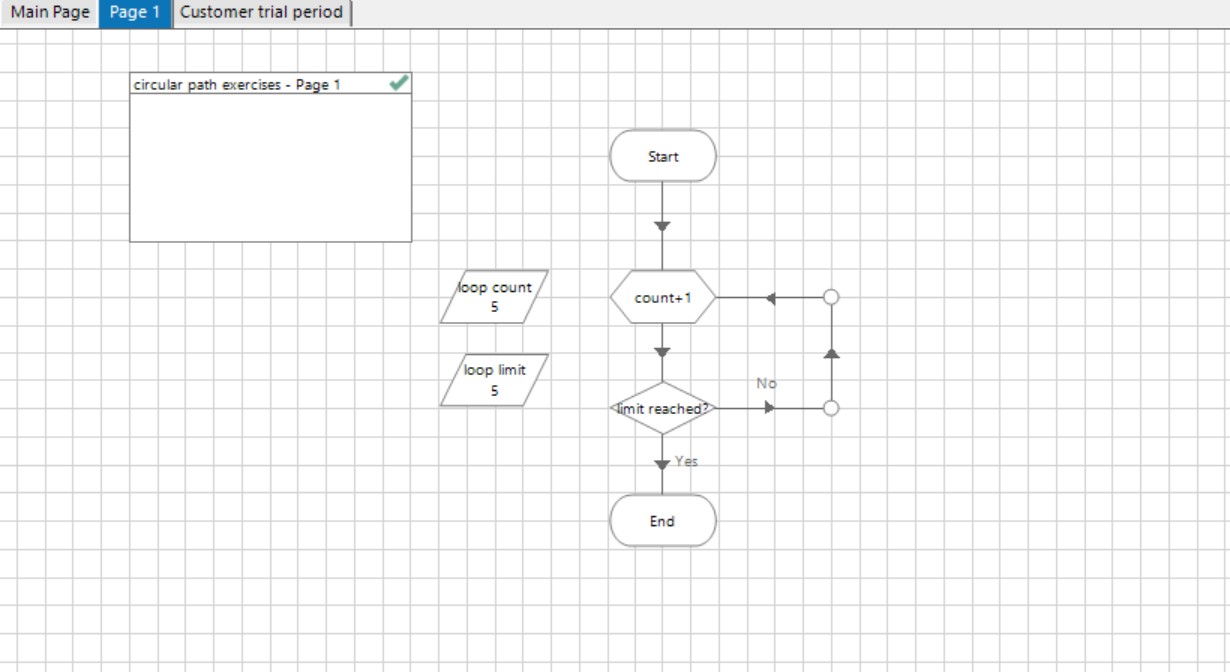 Main Page
Page 1
Customer trial period
circular path exercises - Page 1
Start
loop count
5
count+1
loop limit
5
No
limit reached?
Yes
End